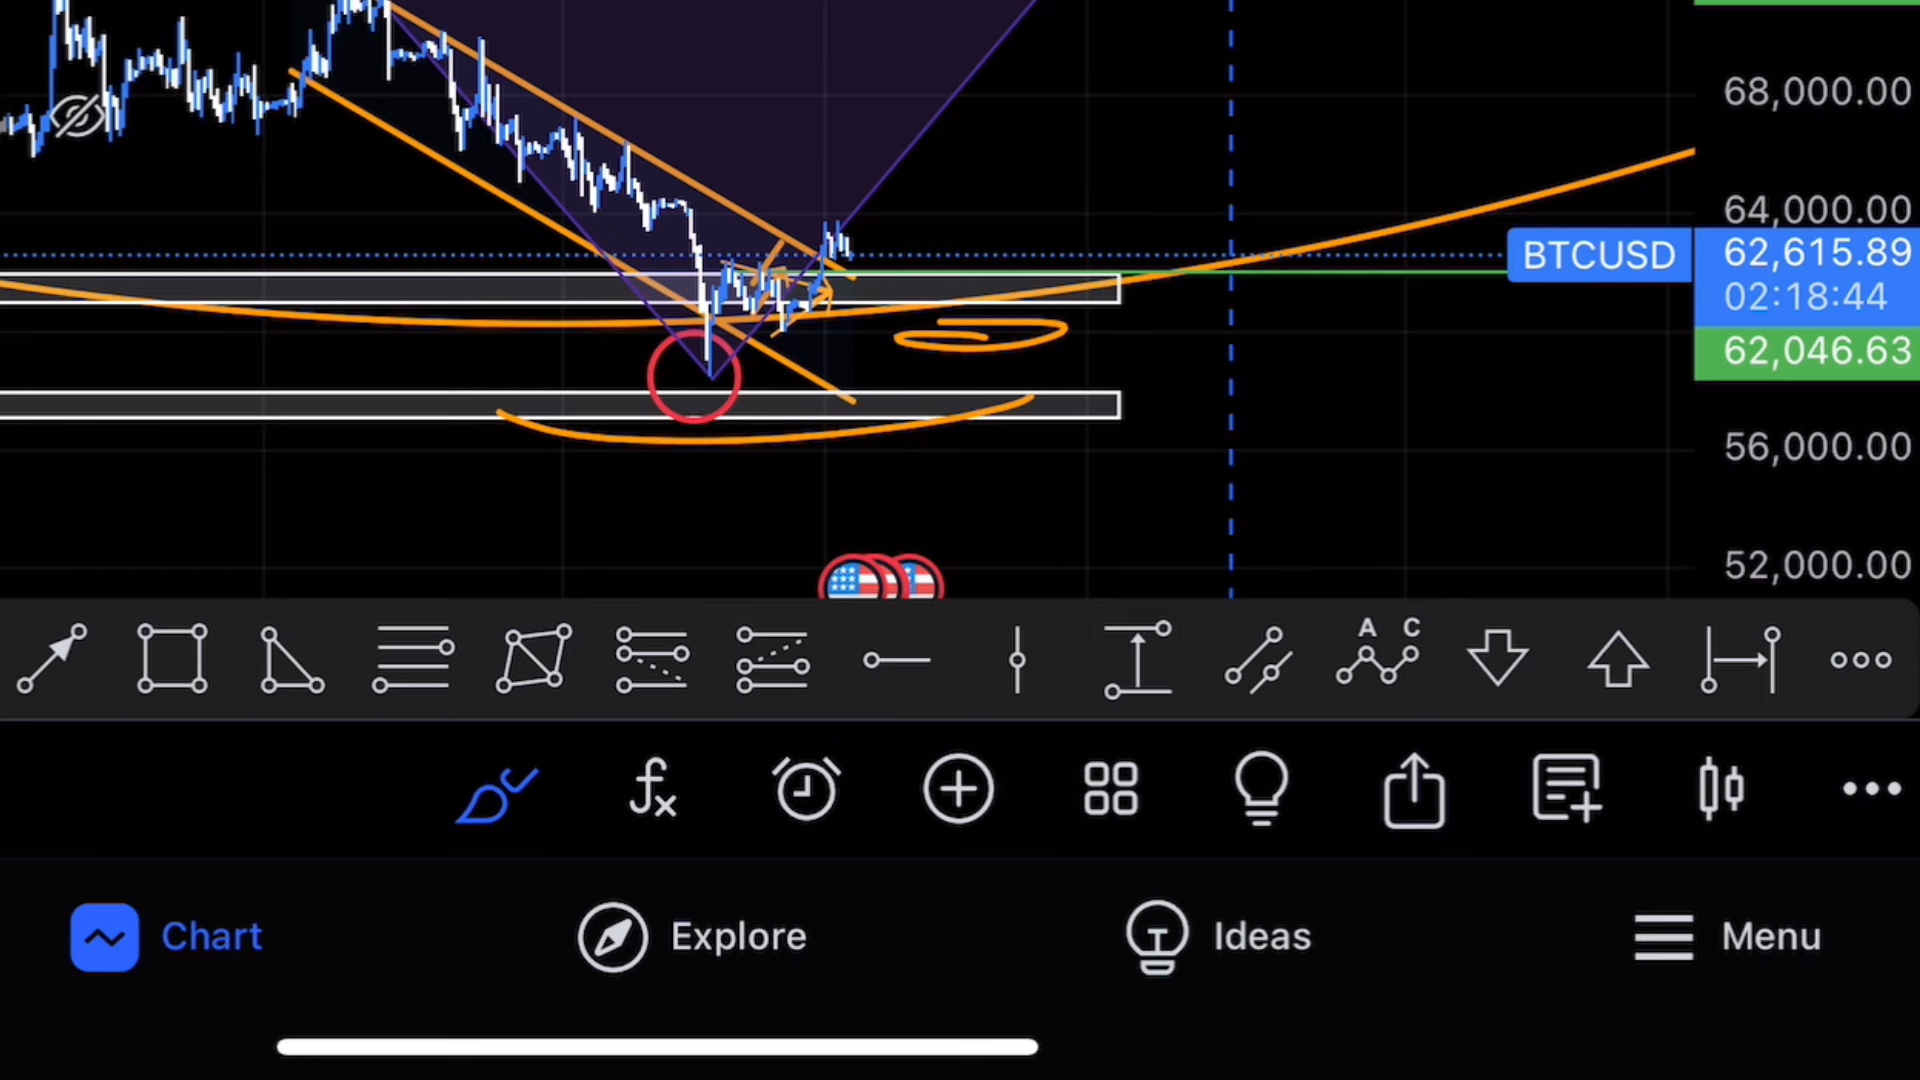 68,000.00
64,000.00
BTCUSD
62,615.89
02:18:44
62,046.63
56,000.00
52,000.00
A C
fx
Chart
Explore
Ideas
Menu